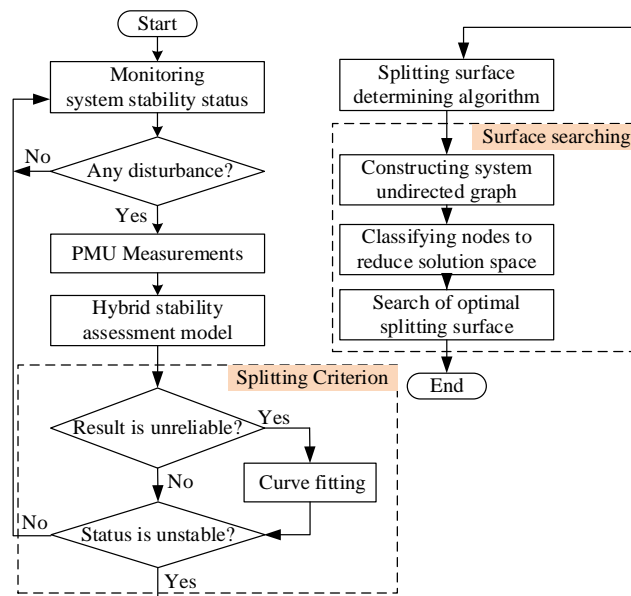 Start
Monitoring
system stability status
No
Any disturbance?
Yes
PMU Measurements
Hybrid stability
assessment model
Splitting Criterion
Result is unreliable?
Yes
Curve fitting
No
No
Status is unstable?
Yes
Splitting surface
determining algorithm
Surface searching
Constructing system
undirected graph
Classifying nodes to
reduce solution space
Search of optimal
splitting surface
End